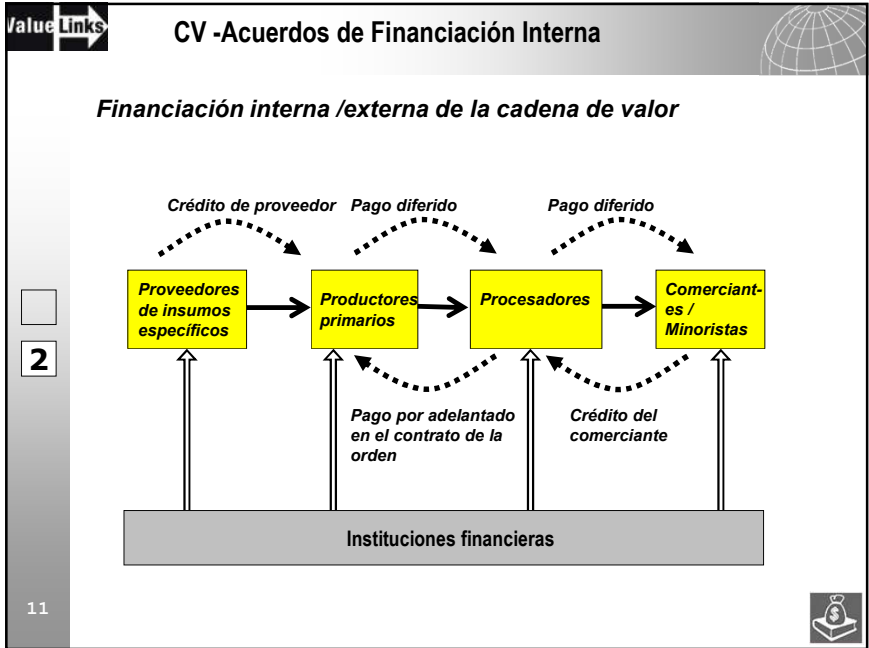 Value Links
CV -Acuerdos de Financiación Interna
Financiación interna /externa de la cadena de valor
Crédito de proveedor
Pago diferido
Pago diferido
Proveedores
de insumos
específicos
Productores
primarios
Procesadores
Comerciant-
es /
Minoristas
2
Pago por adelantado
en el contrato de la
orden
Crédito del
comerciante
Instituciones financieras
11
$